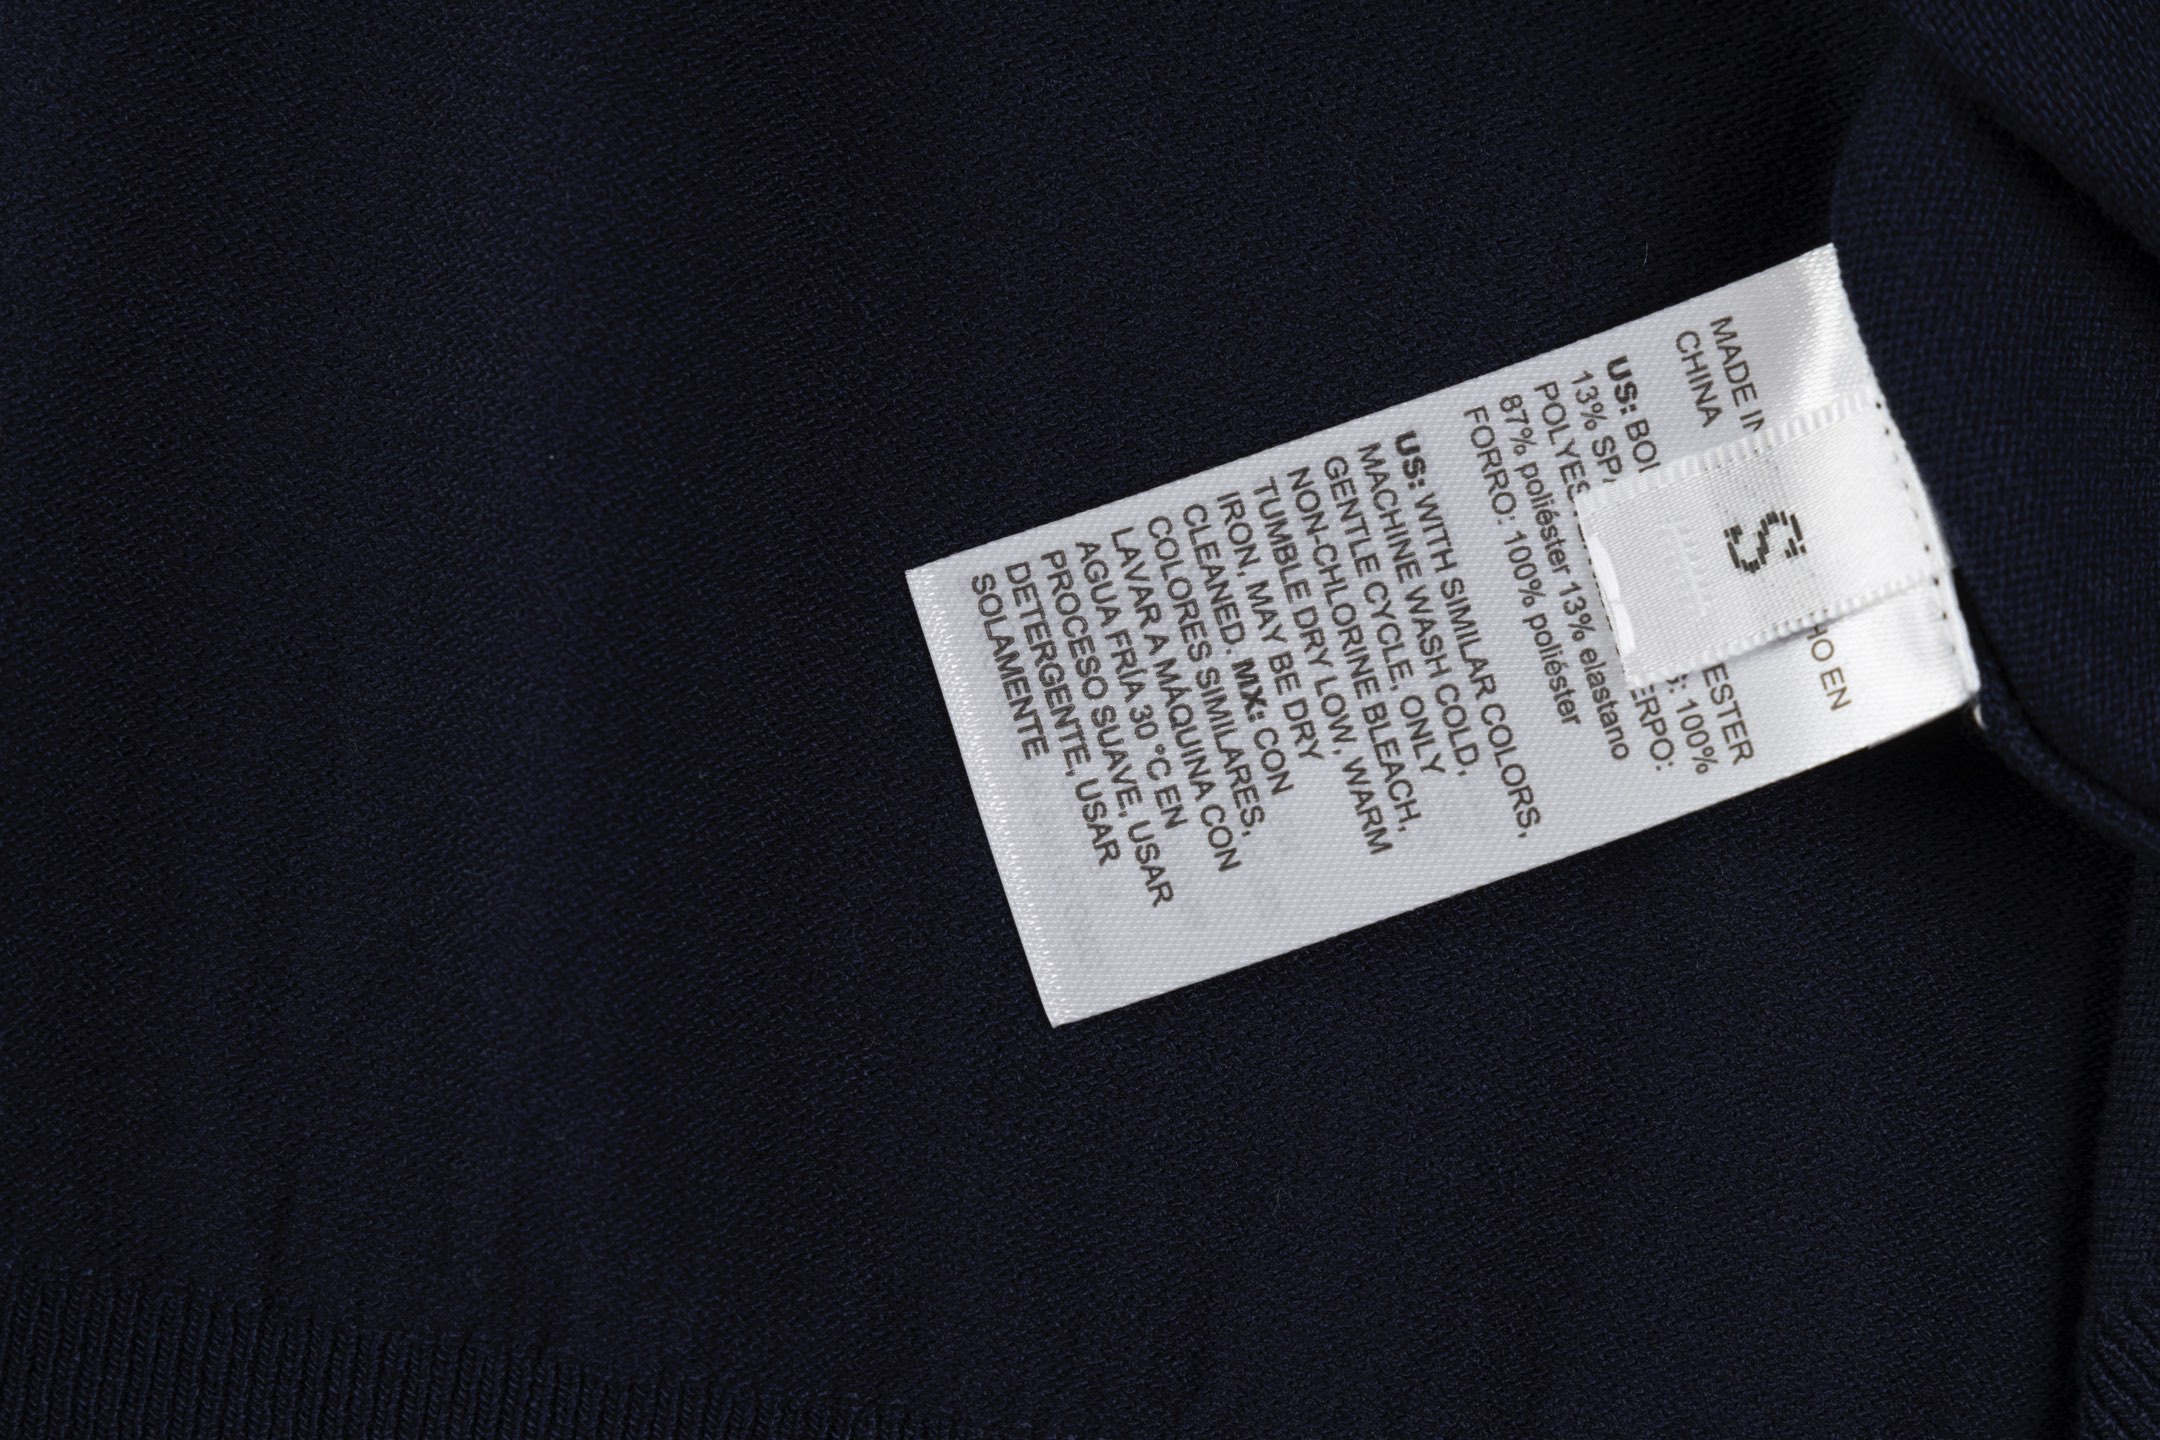 MADE IN HO EN
CHINA
US: BO ESTER
13% SPA : 100%
POLYES ERPO:
87% poliéster 13% elastano
FORRO: 100% poliéster
US: WITH SIMILAR COLORS,
MACHINE WASH COLD,
GENTLE CYCLE, ONLY
NON-CHLORINE BLEACH,
TUMBLE DRY LOW, WARM
IRON, MAY BE DRY
CLEANED. MX: CON
COLORES SIMILARES,
LAVAR A MÁQUINA CON
AGUA FRÍA 30 °C EN
PROCESO SUAVE, USAR
DETERGENTE, USAR
SOLAMENTE
S